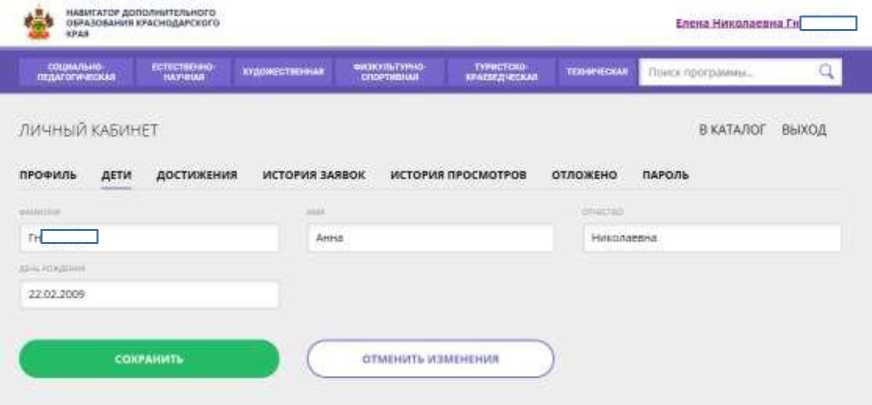 НАВИГАТОР ДОПОЛНИТЕЛЬНОГО
ОБРАЗОВАНИЯ КРАСНОДАРСКОГО
КРАЯ
Елена Николаевна Гн
СОЦИАЛЬНО-
ПЕДАГОГИЧЕСКАЯ
ЕСТЕСТВЕННО-
НАУЧНАЯ
ХУДОЖЕСТВЕННАЯ
ФИЗКУЛЬТУРНО-
СПОРТИВНАЯ
ТУРИСТСКО-
КРАЕВЕДЧЕСКАЯ
ТЕХНИЧЕСКАЯ
Поиск программы...
ЛИЧНЫЙ КАБИНЕТ
В КАТАЛОГ ВЫХОД
ПРОФИЛЬ ДЕТИ ДОСТИЖЕНИЯ ИСТОРИЯ ЗАЯВОК ИСТОРИЯ ПРОСМОТРОВ ОТЛОЖЕНО ПАРОЛЬ
ФАМИЛИЯ ИМЯ ОТЧЕСТВО
Гн Анна Николаевна
ДЕНЬ РОЖДЕНИЯ
22.02.2009
СОХРАНИТЬ ОТМЕНИТЬ ИЗМЕНЕНИЯ